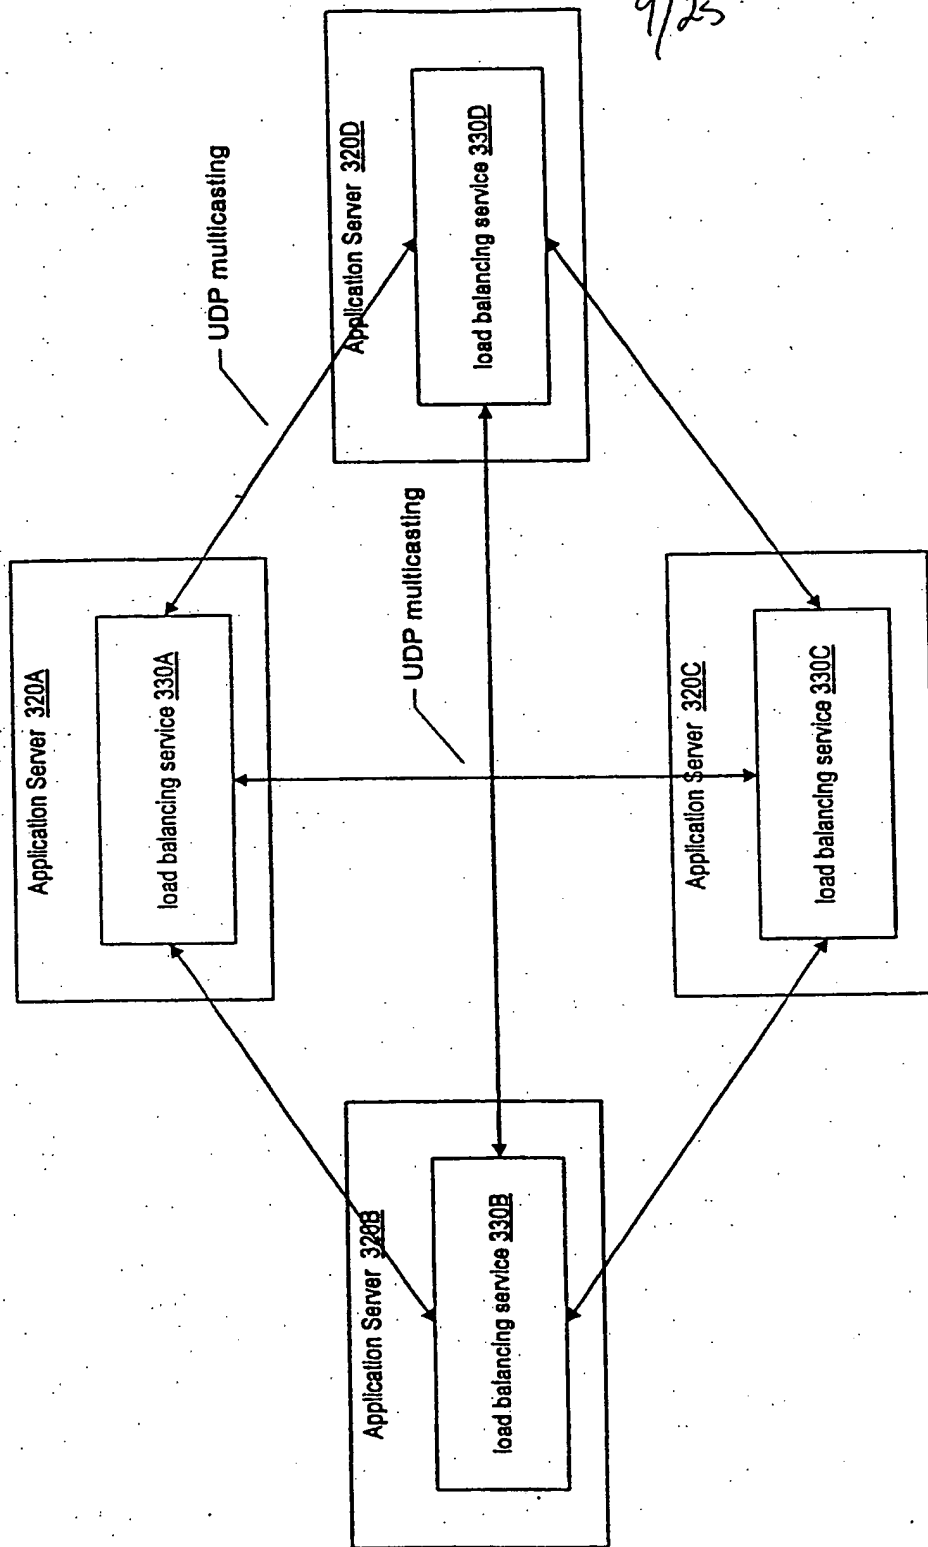 9/25
Application Server 320A
load balancing service 330A
UDP multicasting
Application Server 320D
load balancing service 330D
UDP multicasting
Application Server 320B
load balancing service 330B
Application Server 320C
load balancing service 330C